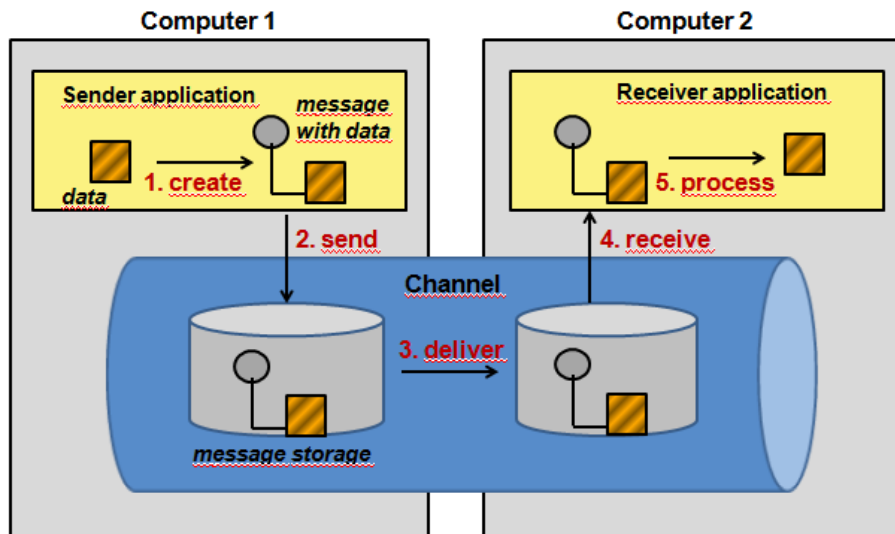 Computer 1
Computer 2
Sender application
message
with data
1. create
data
Receiver application
5. process
2. send
4. receive
Channel
3. deliver
message storage